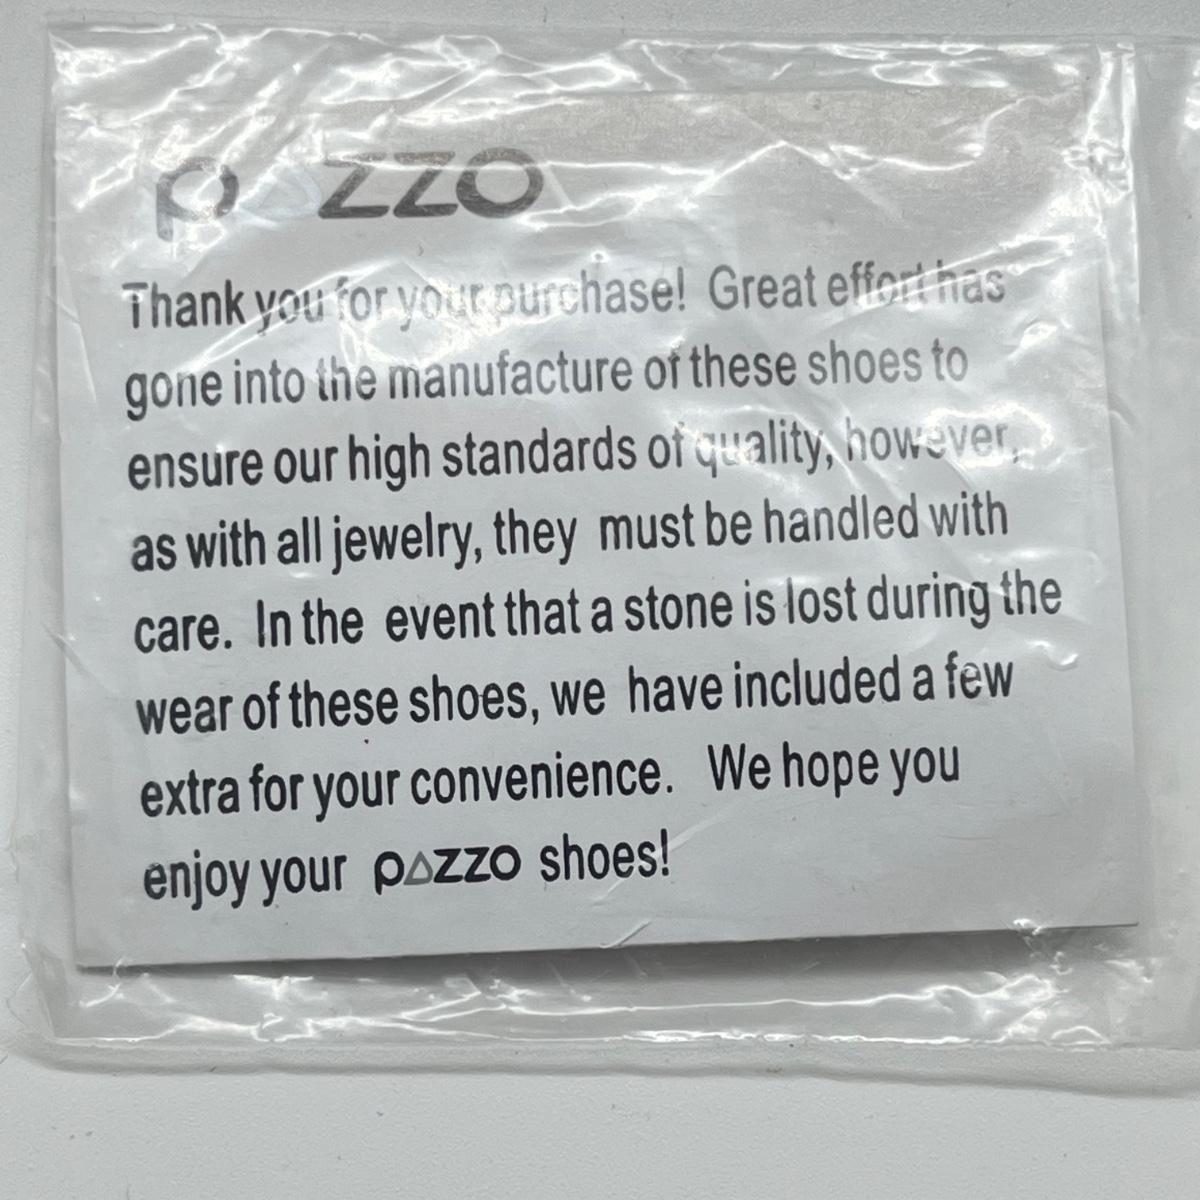 pazzo
Thank you for your purchase! Great effort has
gone into the manufacture of these shoes to
ensure our high standards of quality, however,
as with all jewelry, they must be handled with
care. In the event that a stone is lost during the
wear of these shoes, we have included a few
extra for your convenience. We hope you
enjoy your pazzo shoes!